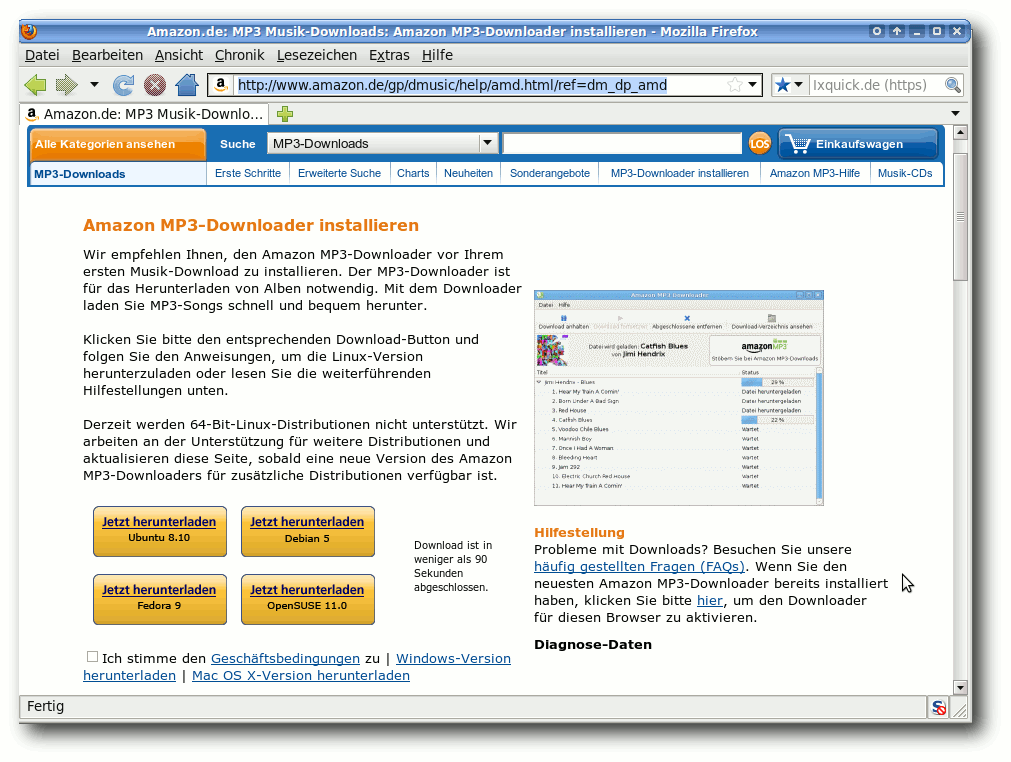 Amazon.de: MP3 Musik-Downloads: Amazon MP3-Downloader installieren - Mozilla Firefox
Datei Bearbeiten Ansicht Chronik Lesezeichen Extras Hilfe
http://www.amazon.de/gp/dmusic/help/amd.html/ref=dm_dp_amd
Ixquick.de (https)
Amazon.de: MP3 Musik-Downlo...
Alle Kategorien ansehen Suche MP3-Downloads LOS Einkaufswagen
MP3-Downloads Erste Schritte Erweiterte Suche Charts Neuheiten Sonderangebote MP3-Downloader installieren Amazon MP3-Hilfe Musik-CDs
Amazon MP3-Downloader installieren
Wir empfehlen Ihnen, den Amazon MP3-Downloader vor Ihrem
ersten Musik-Download zu installieren. Der MP3-Downloader ist
für das Herunterladen von Alben notwendig. Mit dem Downloader
laden Sie MP3-Songs schnell und bequem herunter.
Klicken Sie bitte den entsprechenden Download-Button und
folgen Sie den Anweisungen, um die Linux-Version
herunterzuladen oder lesen Sie die weiterführenden
Hilfestellungen unten.
Derzeit werden 64-Bit-Linux-Distributionen nicht unterstützt. Wir
arbeiten an der Unterstützung für weitere Distributionen und
aktualisieren diese Seite, sobald eine neue Version des Amazon
MP3-Downloaders für zusätzliche Distributionen verfügbar ist.
Jetzt herunterladen
Ubuntu 8.10
Jetzt herunterladen
Debian 5
Jetzt herunterladen
Fedora 9
Jetzt herunterladen
OpenSUSE 11.0
Download ist in
weniger als 90
Sekunden
abgeschlossen.
Ich stimme den Geschäftsbedingungen zu | Windows-Version
herunterladen | Mac OS X-Version herunterladen
Amazon MP3 Downloader
Datei Hilfe
Download anhalten Download fortsetzen Abgeschlossene entfernen Download-Verzeichnis ansehen
Datei wird geladen: Catfish Blues
von Jimi Hendrix
amazonMP3
Stöbern Sie bei Amazon MP3-Downloads
Titel Status
Jimi Hendrix - Blues 29 %
1. Hear My Train A Comin' Datei heruntergeladen
2. Born Under A Bad Sign Datei heruntergeladen
3. Red House Datei heruntergeladen
4. Catfish Blues 22 %
5. Voodoo Chile Blues Wartet
6. Mannish Boy Wartet
7. Once I Had A Woman Wartet
8. Bleeding Heart Wartet
9. Jam 292 Wartet
10. Electric Church Red House Wartet
11. Hear My Train A Comin' Wartet
Hilfestellung
Probleme mit Downloads? Besuchen Sie unsere
häufig gestellten Fragen (FAQs). Wenn Sie den
neuesten Amazon MP3-Downloader bereits installiert
haben, klicken Sie bitte hier, um den Downloader
für diesen Browser zu aktivieren.
Diagnose-Daten
Fertig